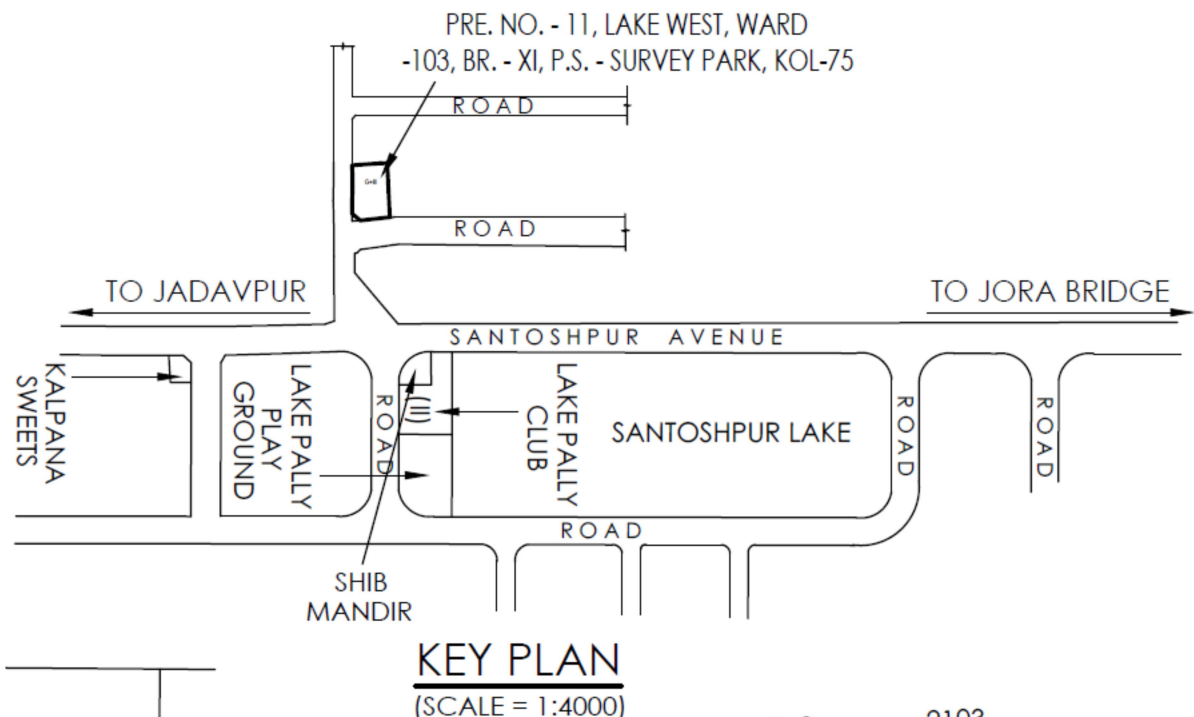 PRE. NO. - 11, LAKE WEST, WARD
-103, BR. - XI, P.S. - SURVEY PARK, KOL-75
ROAD
ROAD
TO JADAVPUR
TO JORA BRIDGE
SANTOSHPUR AVENUE
KALPANA
SWEETS
LAKE PALLY
PLAY
GROUND
ROAD
LAKE PALLY
CLUB
SANTOSHPUR LAKE
ROAD
ROAD
ROAD
SHIB
MANDIR
KEY PLAN
(SCALE = 1:4000)
2103